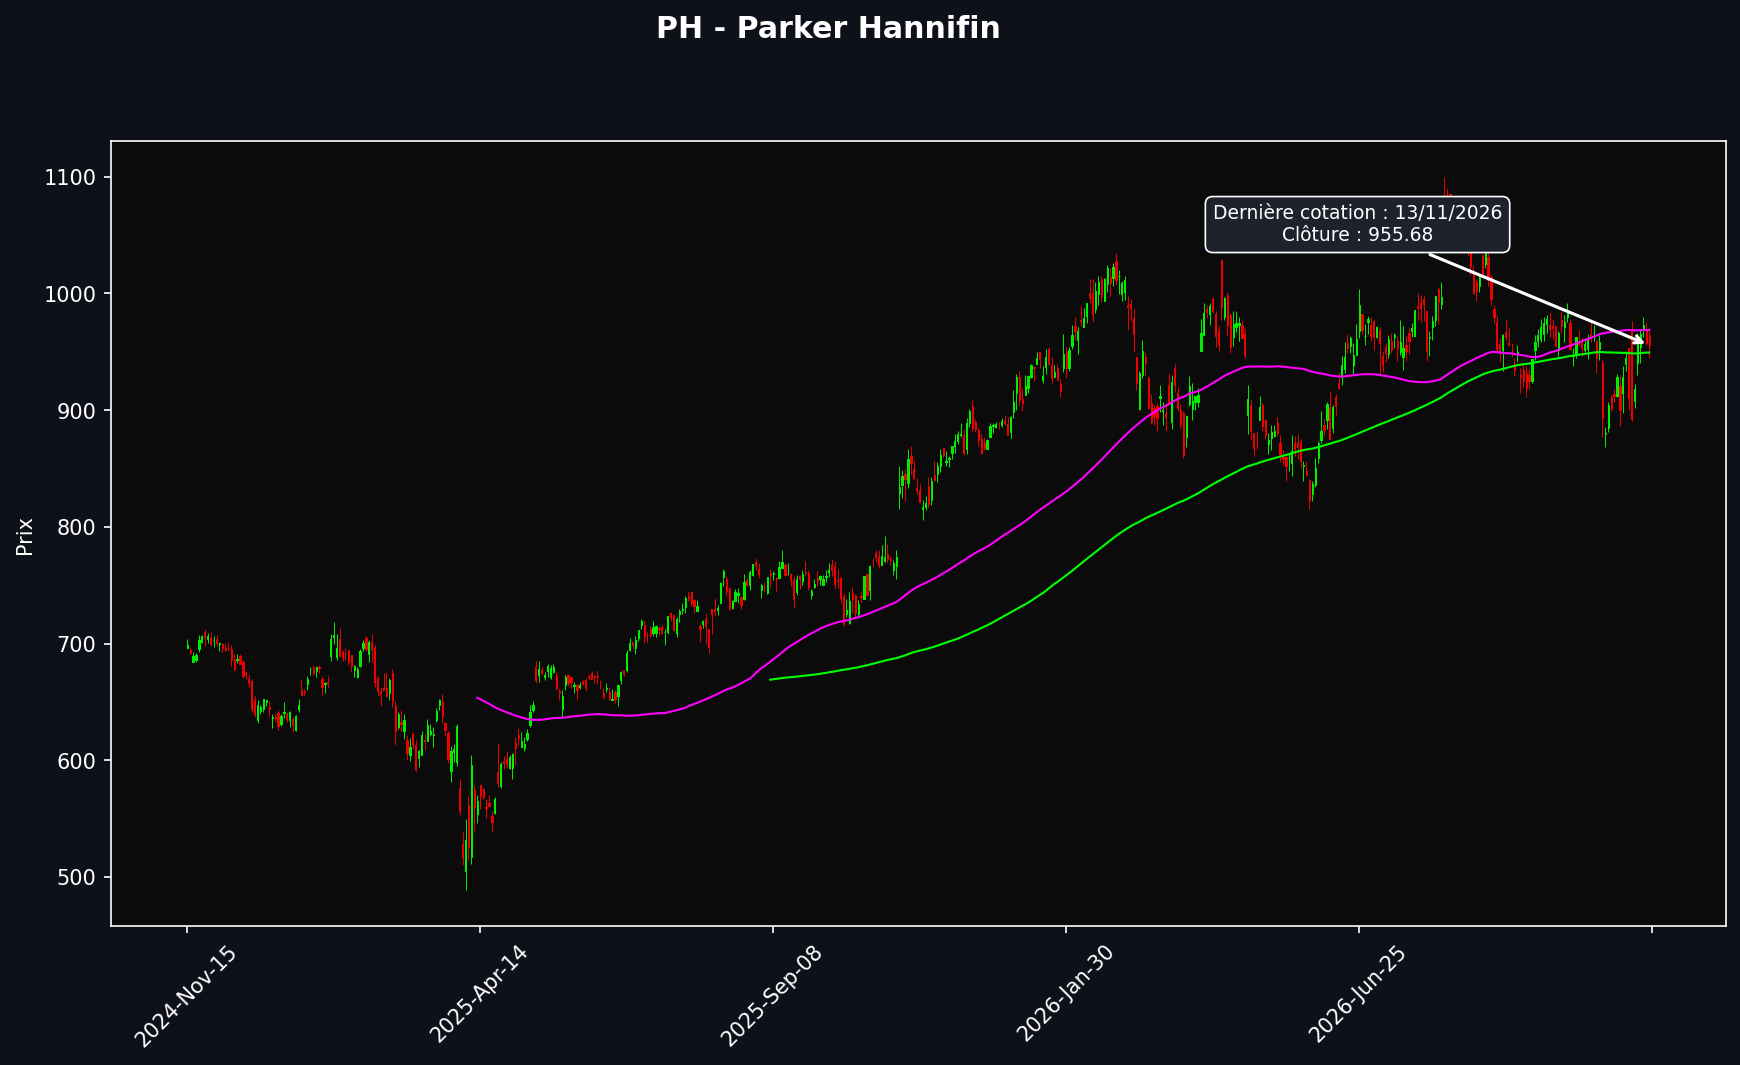 PH - Parker Hannifin
Dernière cotation : 13/11/2026
Clôture : 955.68
Prix
1100
1000
900
800
700
600
500
2024-Nov-15
2025-Apr-14
2025-Sep-08
2026-Jan-30
2026-Jun-25